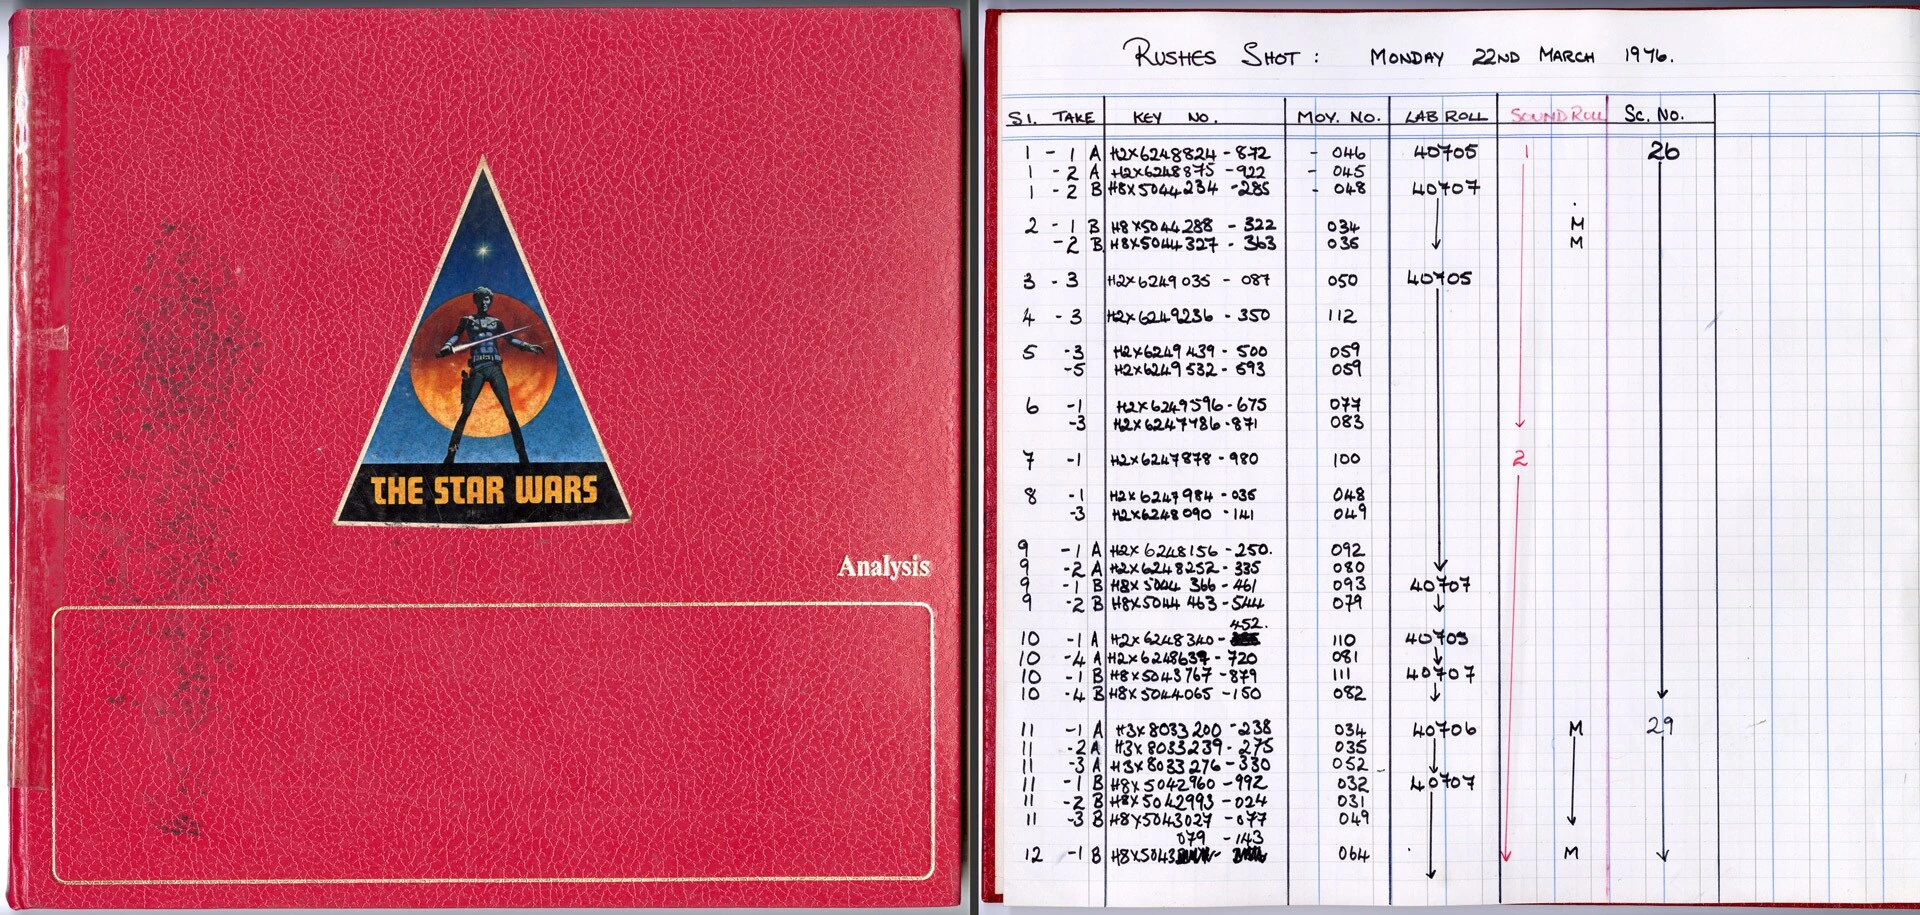 THE STAR WARS
Analysis
RUSHES SHOT : MONDAY 22ND MARCH 1976.
S1. TAKE KEY NO. MOV. NO. LAB ROLL SOUND ROLL Sc. No.
1 - 1 A H2X6248824 - 872 - 046 40705 1 26
1 - 2 A H2X6248875 - 922 - 045
1 - 2 B H8X5044234 - 285 - 048 40707
2 - 1 B H8X5044288 - 322 034 M
- 2 B H8X5044327 - 363 036 M
3 - 3 H2X6249035 - 087 050 40705
4 - 3 H2X6249236 - 350 112
5 - 3 H2X6249439 - 500 059
- 5 H2X6249532 - 593 059
6 - 1 H2X6249596 - 675 077
- 3 H2X6247786 - 871 083
7 - 1 H2X6247878 - 980 100 2
8 - 1 H2X6247984 - 036 048
- 3 H2X6248090 - 141 049
9 - 1 A H2X6248156 - 250. 092
9 - 2 A H2X6248252 - 335 080
9 - 1 B H8X5044366 - 461 093 40707
9 - 2 B H8X5044463 - 544 079
452.
10 - 1 A H2X6248340 - 110 40705
10 - 4 A H2X6248639 - 720 081
10 - 1 B H8X5043767 - 879 111 40707
10 - 4 B H8X5044065 - 150 082
11 - 1 A H3X8033200 - 238 034 40706 M 29
11 - 2 A H3X8033239 - 275 035
11 - 3 A H3X8033276 - 330 052
11 - 1 B H8X5042960 - 992 032 40707
11 - 2 B H8X5042993 - 024 031
11 - 3 B H8X5043027 - 077 049
079 - 143
12 - 1 B H8X5043 064 M